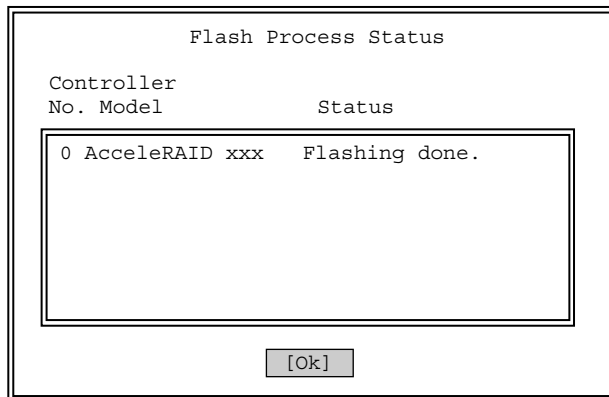 Flash Process Status
Controller
No. Model Status
0 AcceleRAID xxx Flashing done.
[Ok]